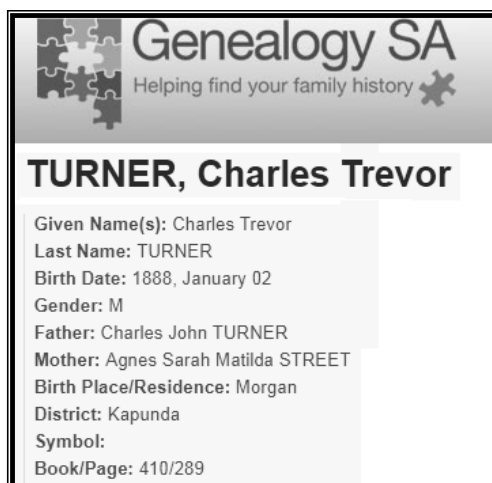 Genealogy SA
Helping find your family history
TURNER, Charles Trevor
Given Name(s): Charles Trevor
Last Name: TURNER
Birth Date: 1888, January 02
Gender: M
Father: Charles John TURNER
Mother: Agnes Sarah Matilda STREET
Birth Place/Residence: Morgan
District: Kapunda
Symbol:
Book/Page: 410/289